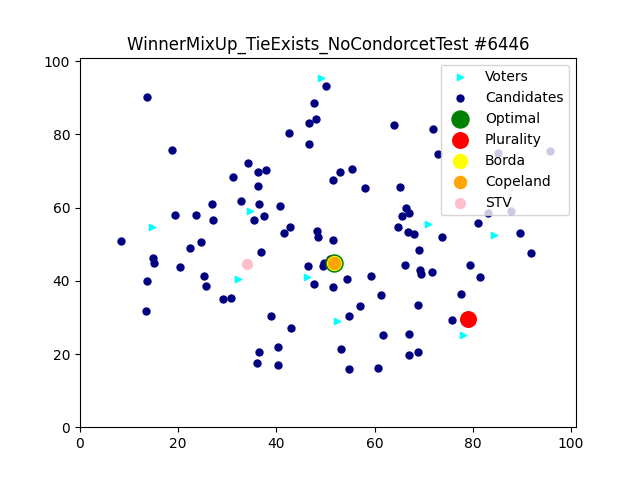 WinnerMixUp_TieExists_NoCondorcetTest #6446
100
80
60
40
20
0
0 20 40 60 80 100
Voters
Candidates
Optimal
Plurality
Borda
Copeland
STV